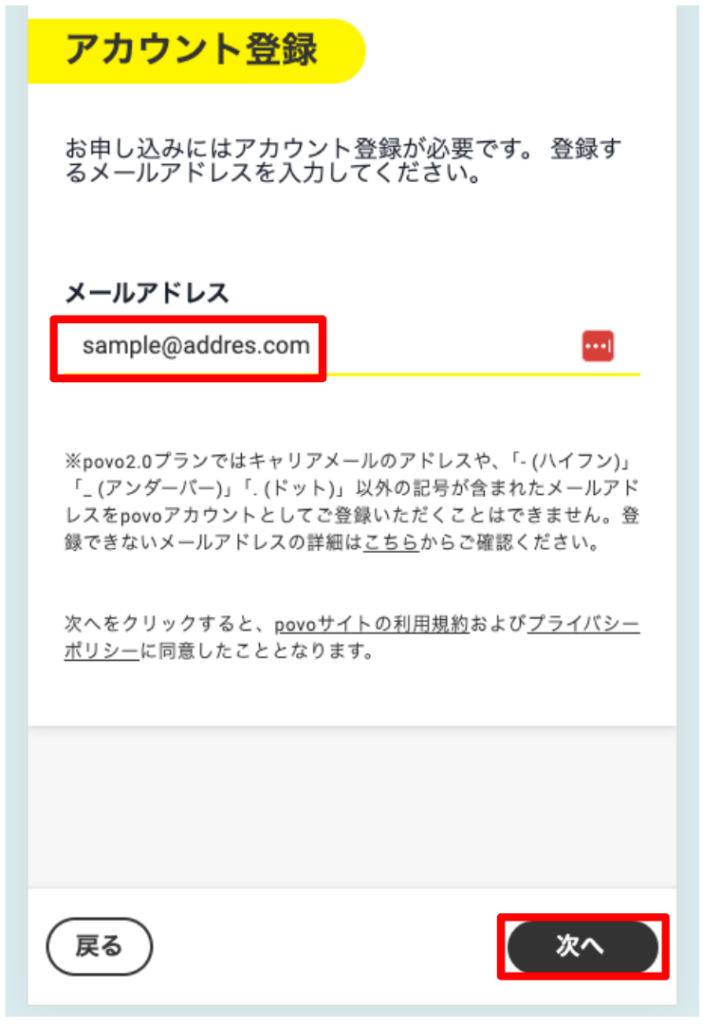 アカウント登録
お申し込みにはアカウント登録が必要です。 登録す
るメールアドレスを入力してください。
メールアドレス
sample@addres.com
※povo2.0プランではキャリアメールのアドレスや、「- (ハイフン)」
「_ (アンダーバー)」「. (ドット)」以外の記号が含まれたメールアド
レスをpovoアカウントとしてご登録いただくことはできません。登
録できないメールアドレスの詳細はこちらからご確認ください。
次へをクリックすると、povoサイトの利用規約およびプライバシー
ポリシーに同意したこととなります。
戻る
次へ